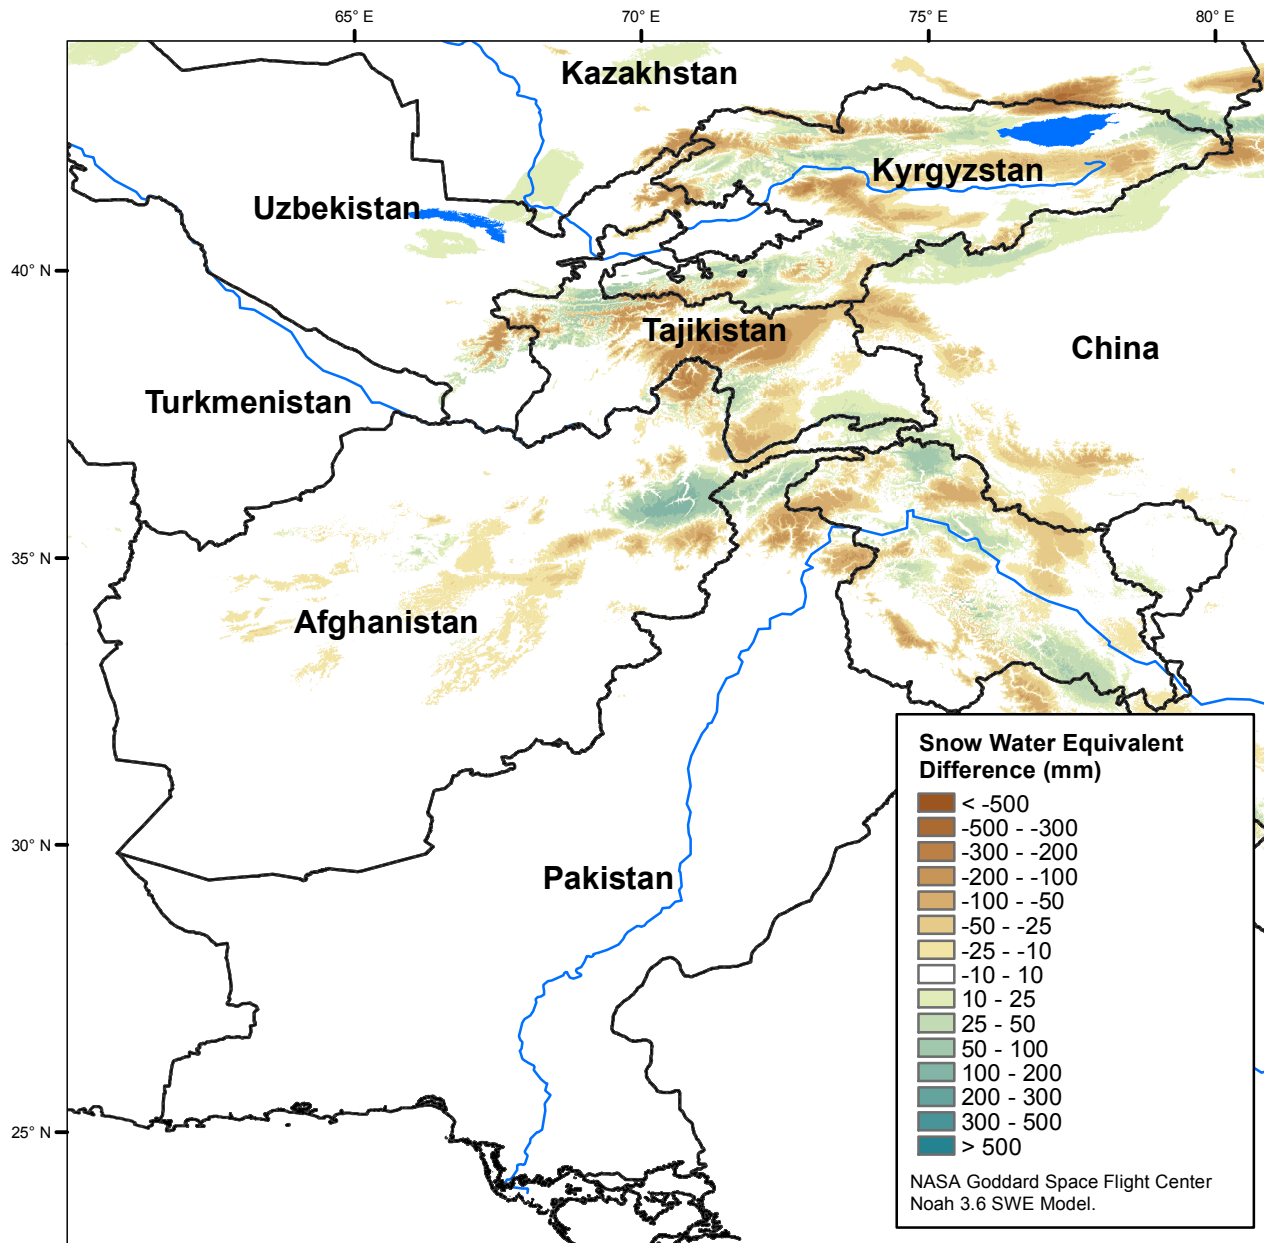 65° E
70° E
75° E
80° E
Kazakhstan
Kyrgyzstan
Uzbekistan
40° N
Tajikistan
China
Turkmenistan
35° N
Afghanistan
Snow Water Equivalent
Difference (mm)
< -500
-500 - -300
-300 - -200
-200 - -100
-100 - -50
-50 - -25
-25 - -10
-10 - 10
10 - 25
25 - 50
50 - 100
100 - 200
200 - 300
300 - 500
> 500
NASA Goddard Space Flight Center
Noah 3.6 SWE Model.
30° N
Pakistan
25° N